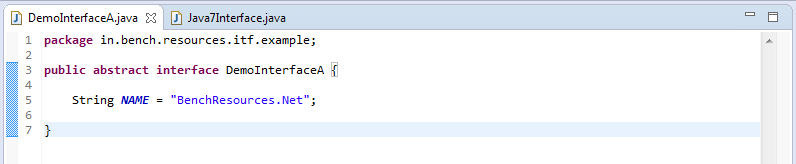 DemoInterfaceA.java Java7Interface.java
1 package in.bench.resources.itf.example;
2
3 public abstract interface DemoInterfaceA {
4
5 String NAME = "BenchResources.Net";
6
7 }